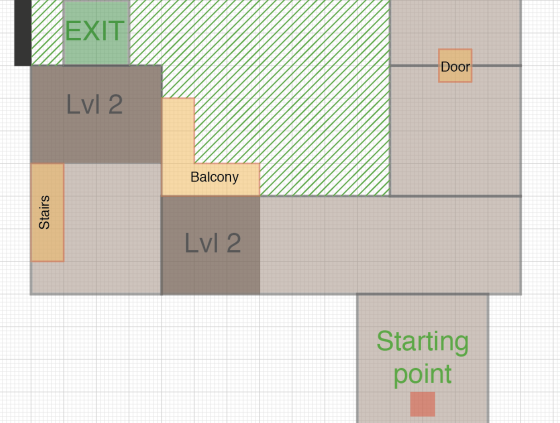 EXIT
Door
Lvl 2
Balcony
Stairs
Lvl 2
Starting
point